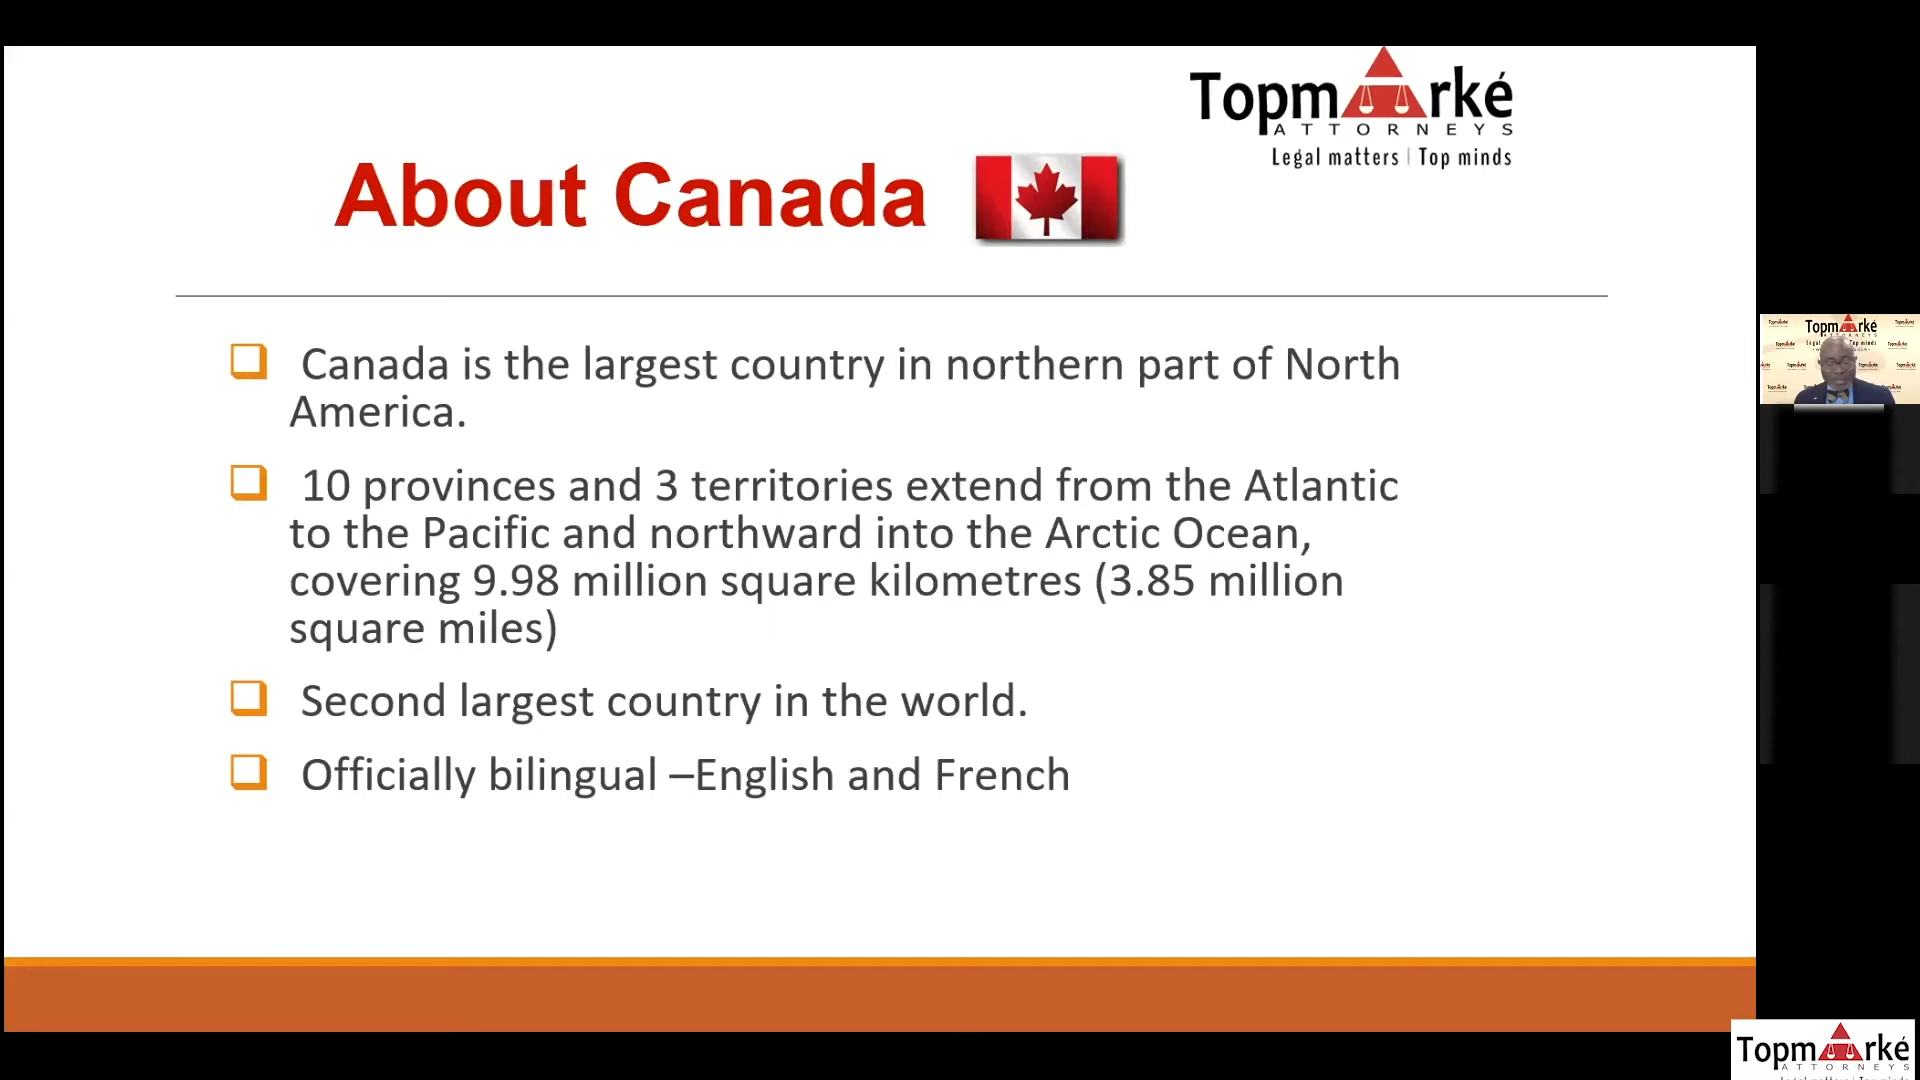 Topmarké
ATTORNEYS
Legal matters | Top minds
About Canada
Canada is the largest country in northern part of North
America.
10 provinces and 3 territories extend from the Atlantic
to the Pacific and northward into the Arctic Ocean,
covering 9.98 million square kilometres (3.85 million
square miles)
Second largest country in the world.
Officially bilingual –English and French
Topmarké
Topmarké
ATTORNEYS